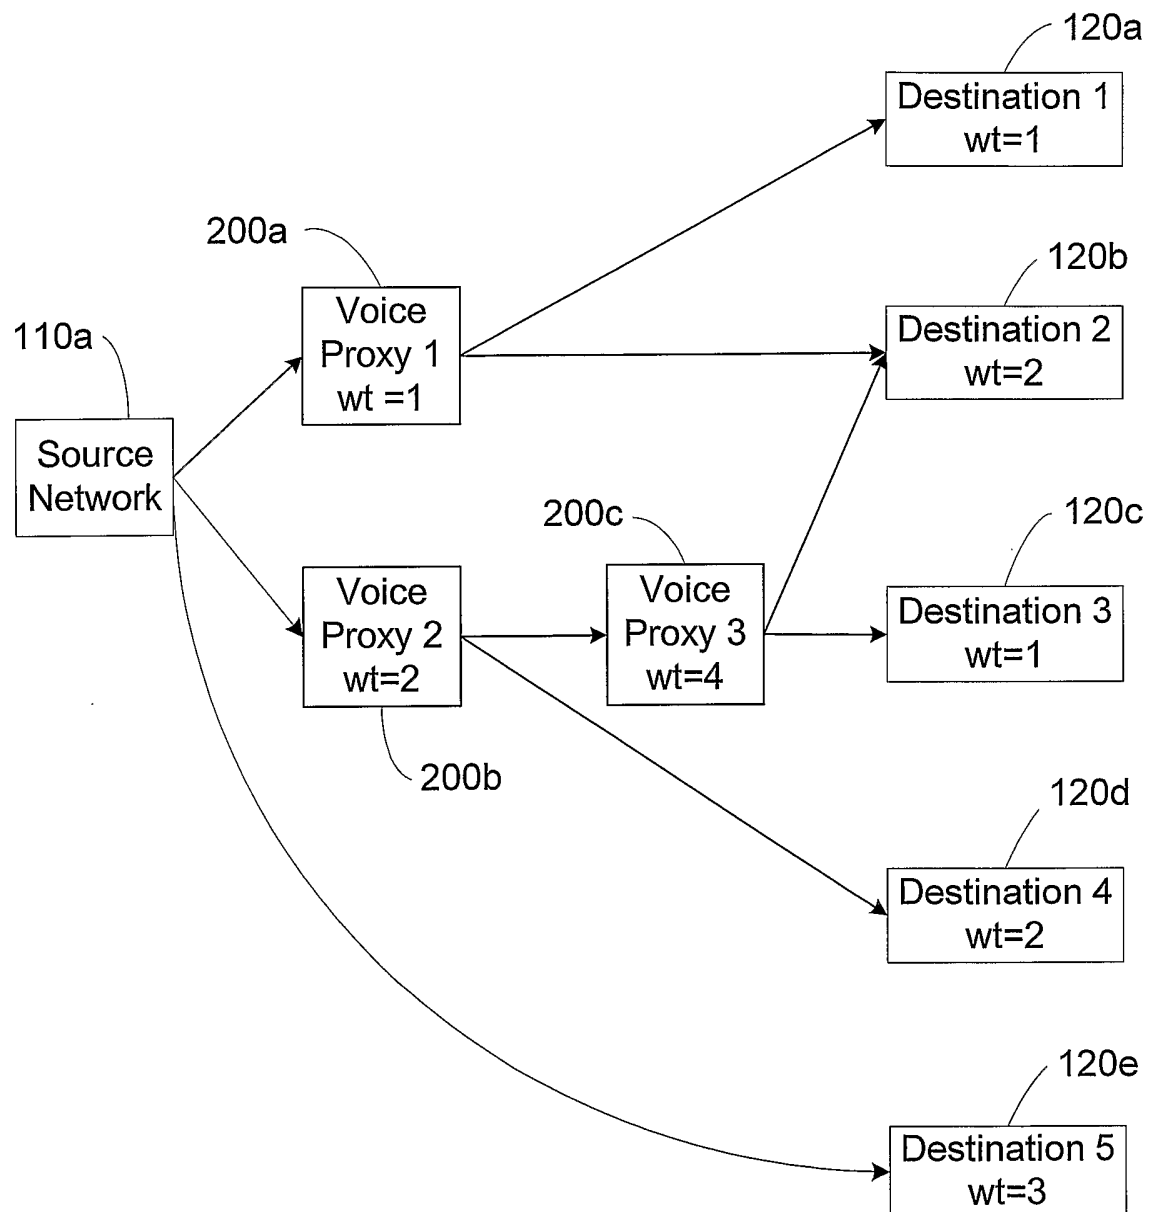 120a
Destination 1
wt=1
200a
120b
Voice
Proxy 1
wt =1
Destination 2
wt=2
110a
Source
Network
200c
120c
Voice
Proxy 2
wt=2
Voice
Proxy 3
wt=4
Destination 3
wt=1
200b
120d
Destination 4
wt=2
120e
Destination 5
wt=3